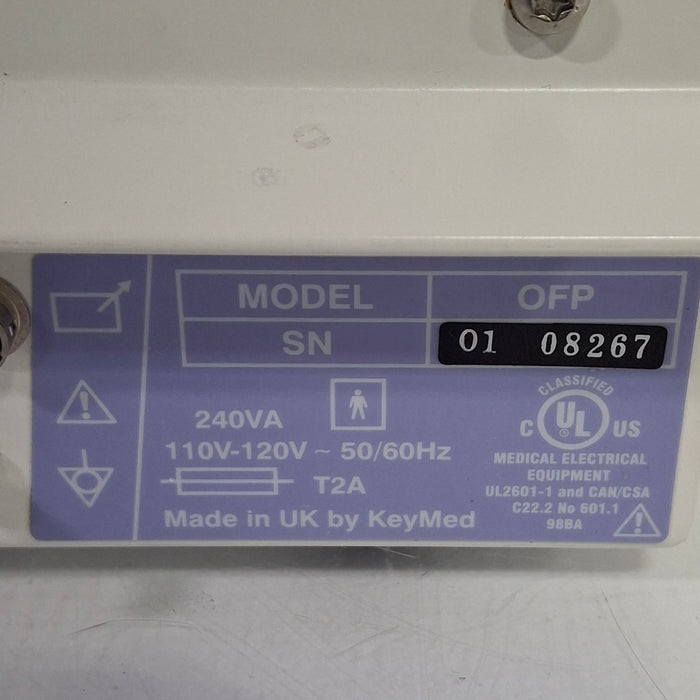 MODEL OFP
SN 01 08267
240VA
110V-120V ~ 50/60Hz
T2A
Made in UK by KeyMed
CLASSIFIED
C UL US
®
MEDICAL ELECTRICAL
EQUIPMENT
UL2601-1 and CAN/CSA
C22.2 No 601.1
98BA